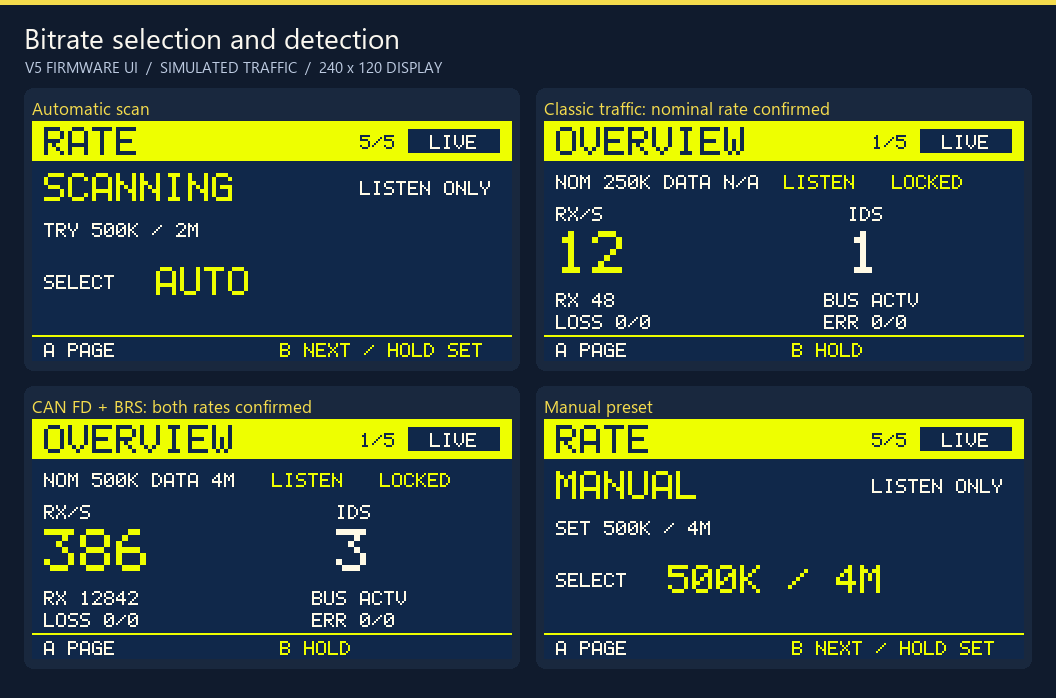 Bitrate selection and detection
V5 FIRMWARE UI / SIMULATED TRAFFIC / 240 x 120 DISPLAY
Automatic scan
RATE 5/5 LIVE
SCANNING LISTEN ONLY
TRY 500K / 2M
SELECT AUTO
A PAGE B NEXT / HOLD SET
Classic traffic: nominal rate confirmed
OVERVIEW 1/5 LIVE
NOM 250K DATA N/A LISTEN LOCKED
RX/S IDS
12 1
RX 48 BUS ACTV
LOSS 0/0 ERR 0/0
A PAGE B HOLD
CAN FD + BRS: both rates confirmed
OVERVIEW 1/5 LIVE
NOM 500K DATA 4M LISTEN LOCKED
RX/S IDS
386 3
RX 12842 BUS ACTV
LOSS 0/0 ERR 0/0
A PAGE B HOLD
Manual preset
RATE 5/5 LIVE
MANUAL LISTEN ONLY
SET 500K / 4M
SELECT 500K / 4M
A PAGE B NEXT / HOLD SET